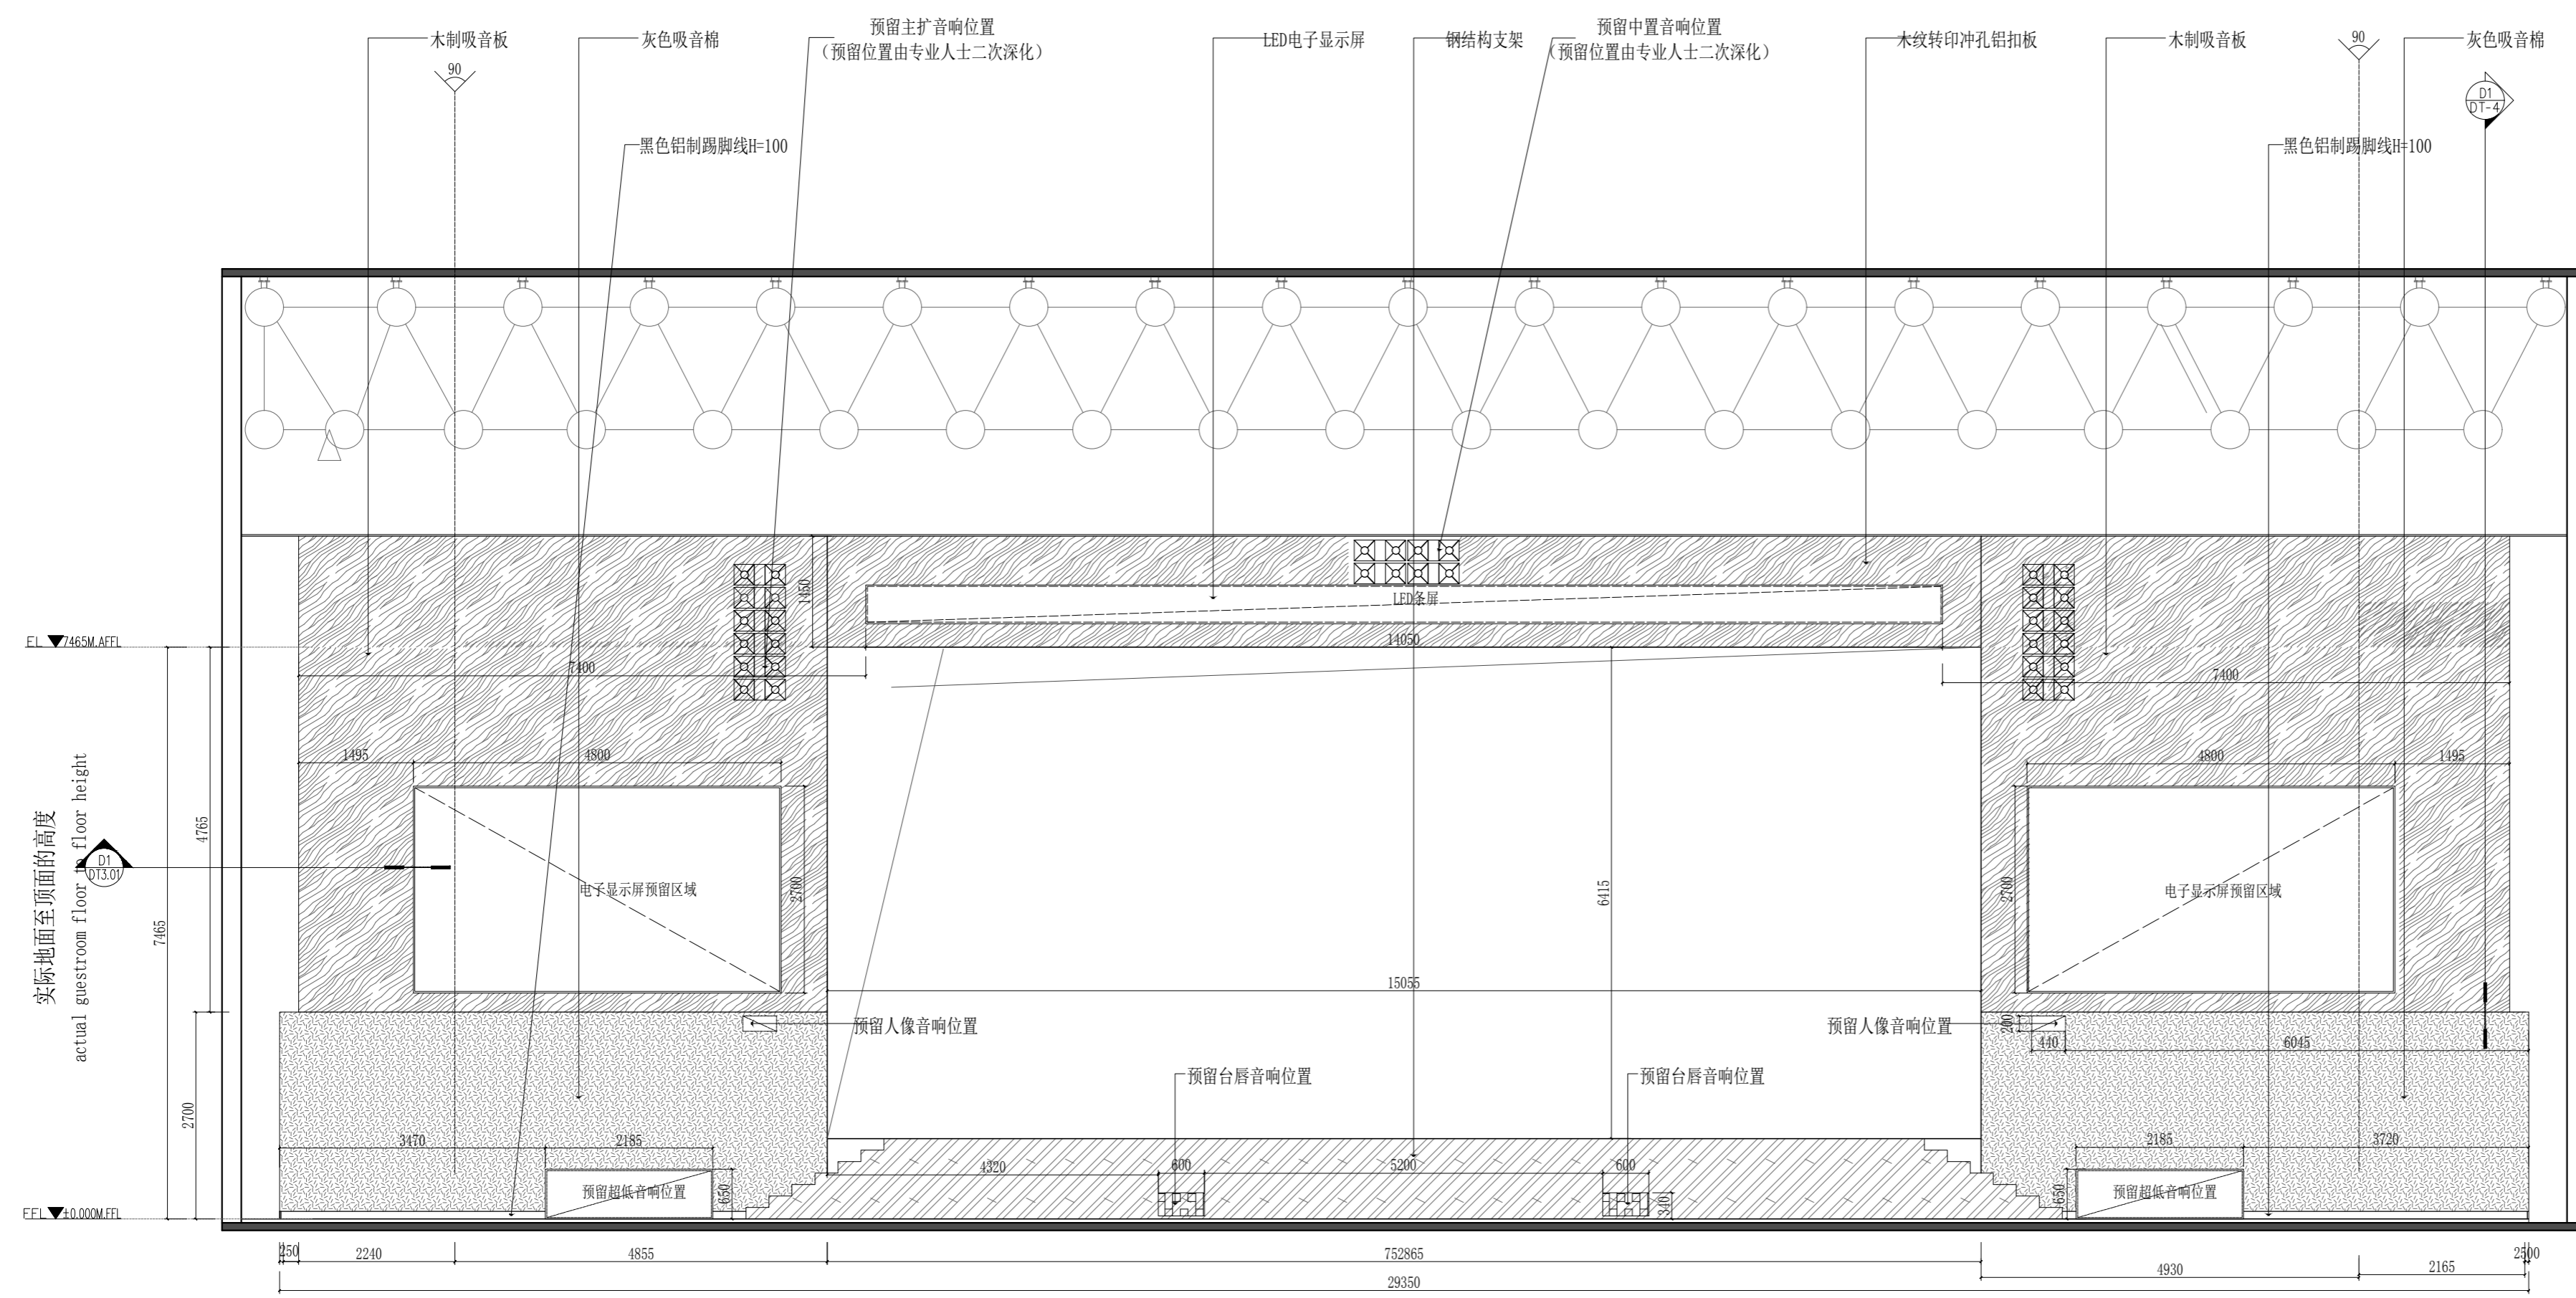 木制吸音板
灰色吸音棉
预留主扩音响位置
（预留位置由专业人士二次深化）
LED电子显示屏
钢结构支架
预留中置音响位置
（预留位置由专业人士二次深化）
木纹转印冲孔铝扣板
木制吸音板
灰色吸音棉
90
90
D1
DT-4
黑色铝制踢脚线H=100
黑色铝制踢脚线H=100
1450
LED条屏
EL 7465M.AFFL
14050
7400
7400
1495
4800
4800
1495
4765
2700
2700
实际地面至顶面的高度
actual guestroom floor to floor height
D1
DT3.01
电子显示屏预留区域
电子显示屏预留区域
6415
7465
15055
预留人像音响位置
预留人像音响位置
200
440
6045
预留台唇音响位置
预留台唇音响位置
2700
3470
2185
2185
3720
4320
600
5200
600
预留超低音响位置
650
340
650
预留超低音响位置
FFL ±0.000M.FFL
250
2240
4855
752865
2500
4930
2165
29350